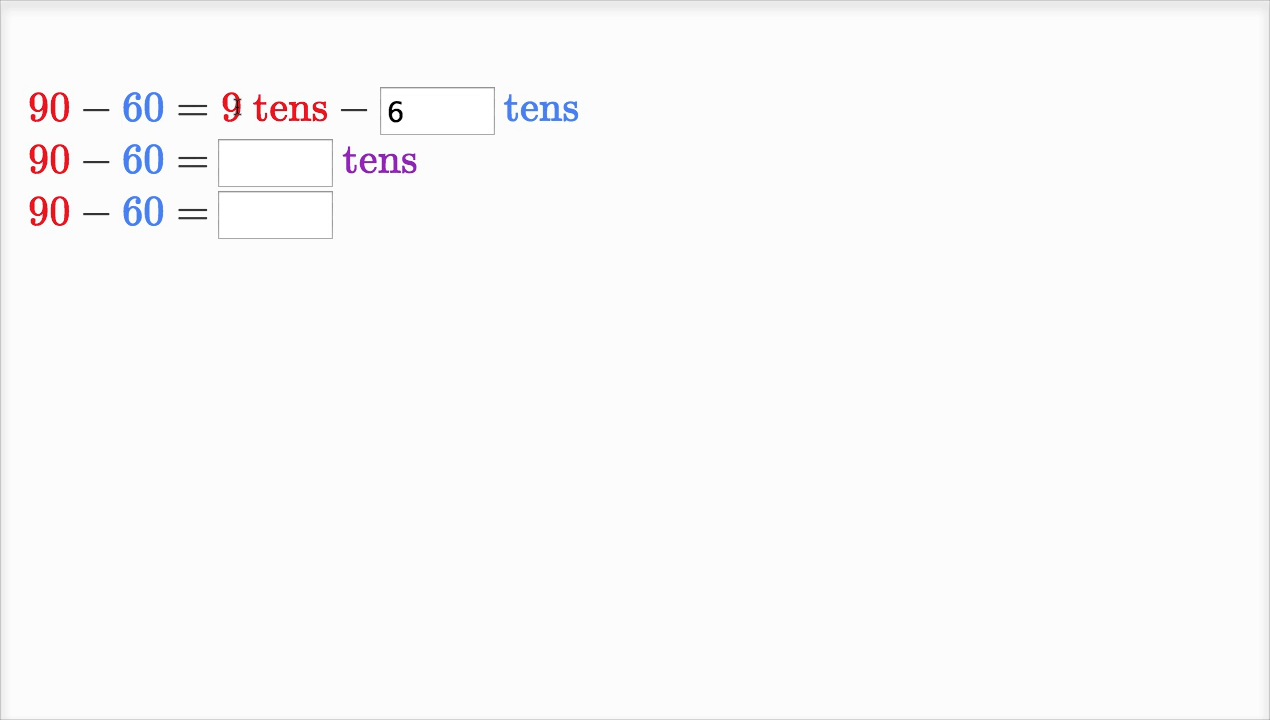 90 − 60 = 9 tens − 6 tens
90 − 60 = tens
90 − 60 =